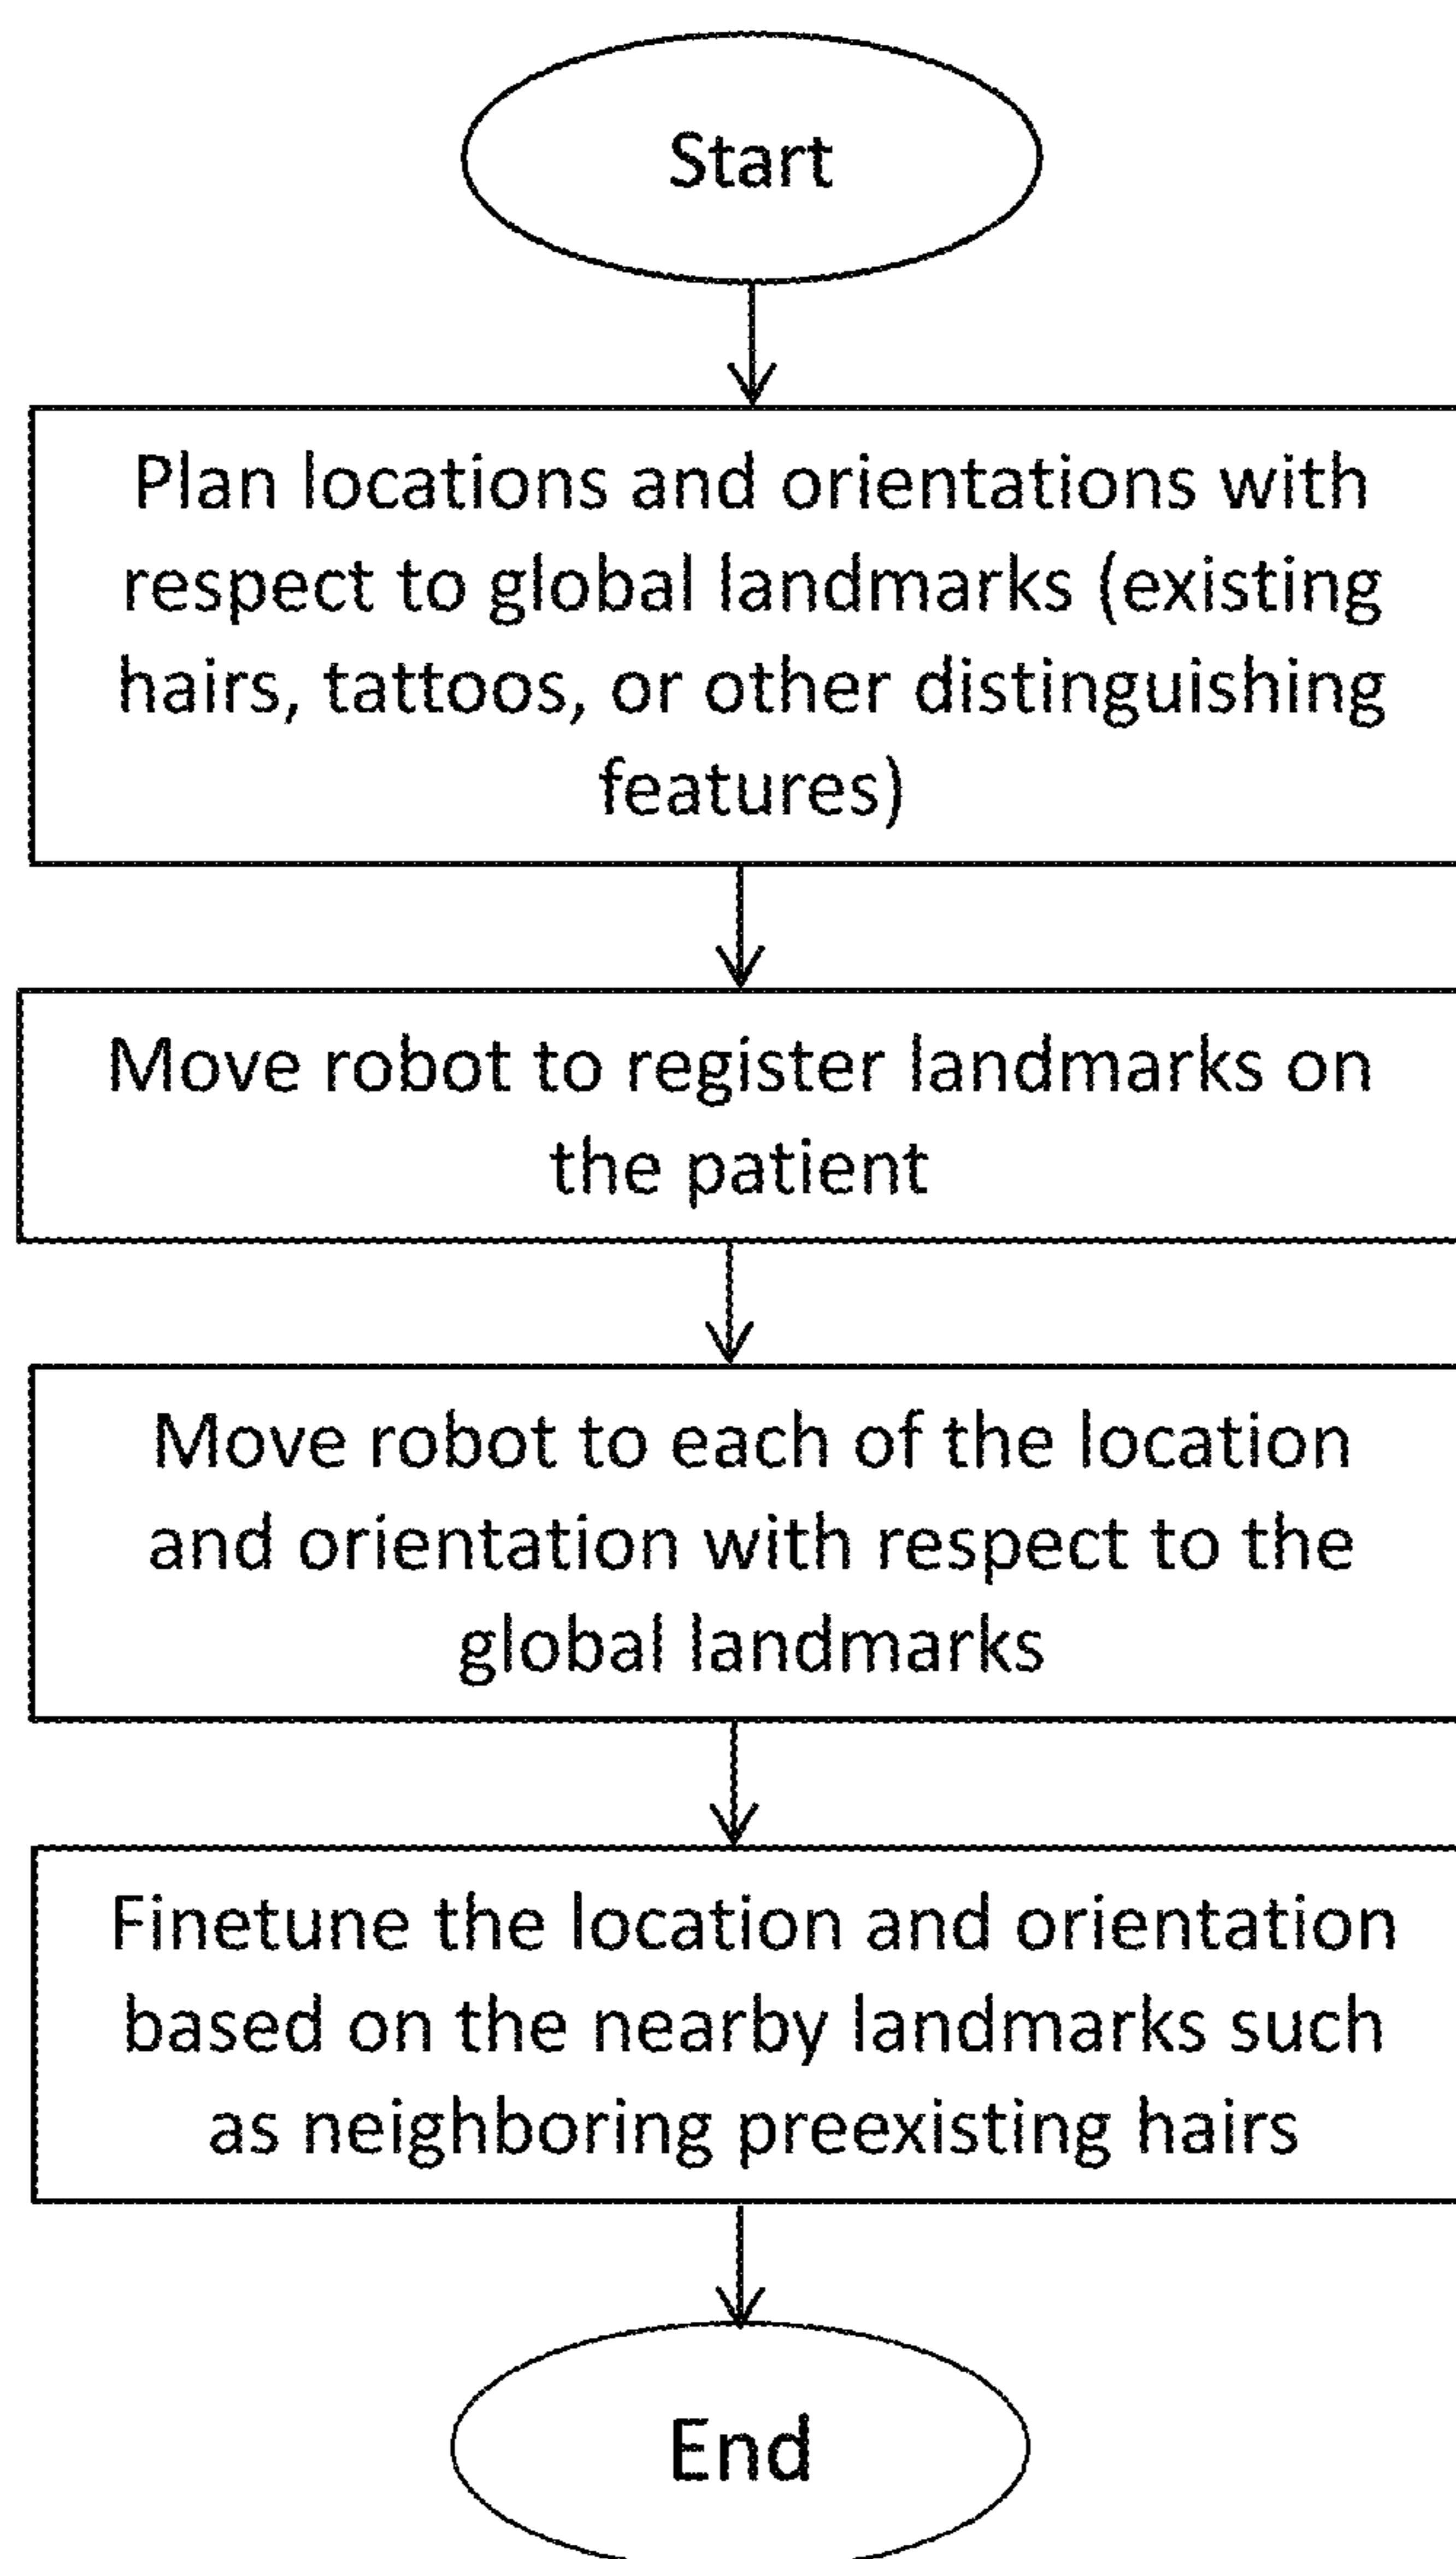 Start
Plan locations and orientations with
respect to global landmarks (existing
hairs, tattoos, or other distinguishing
features)
Move robot to register landmarks on
the patient
Move robot to each of the location
and orientation with respect to the
global landmarks
Finetune the location and orientation
based on the nearby landmarks such
as neighboring preexisting hairs
End